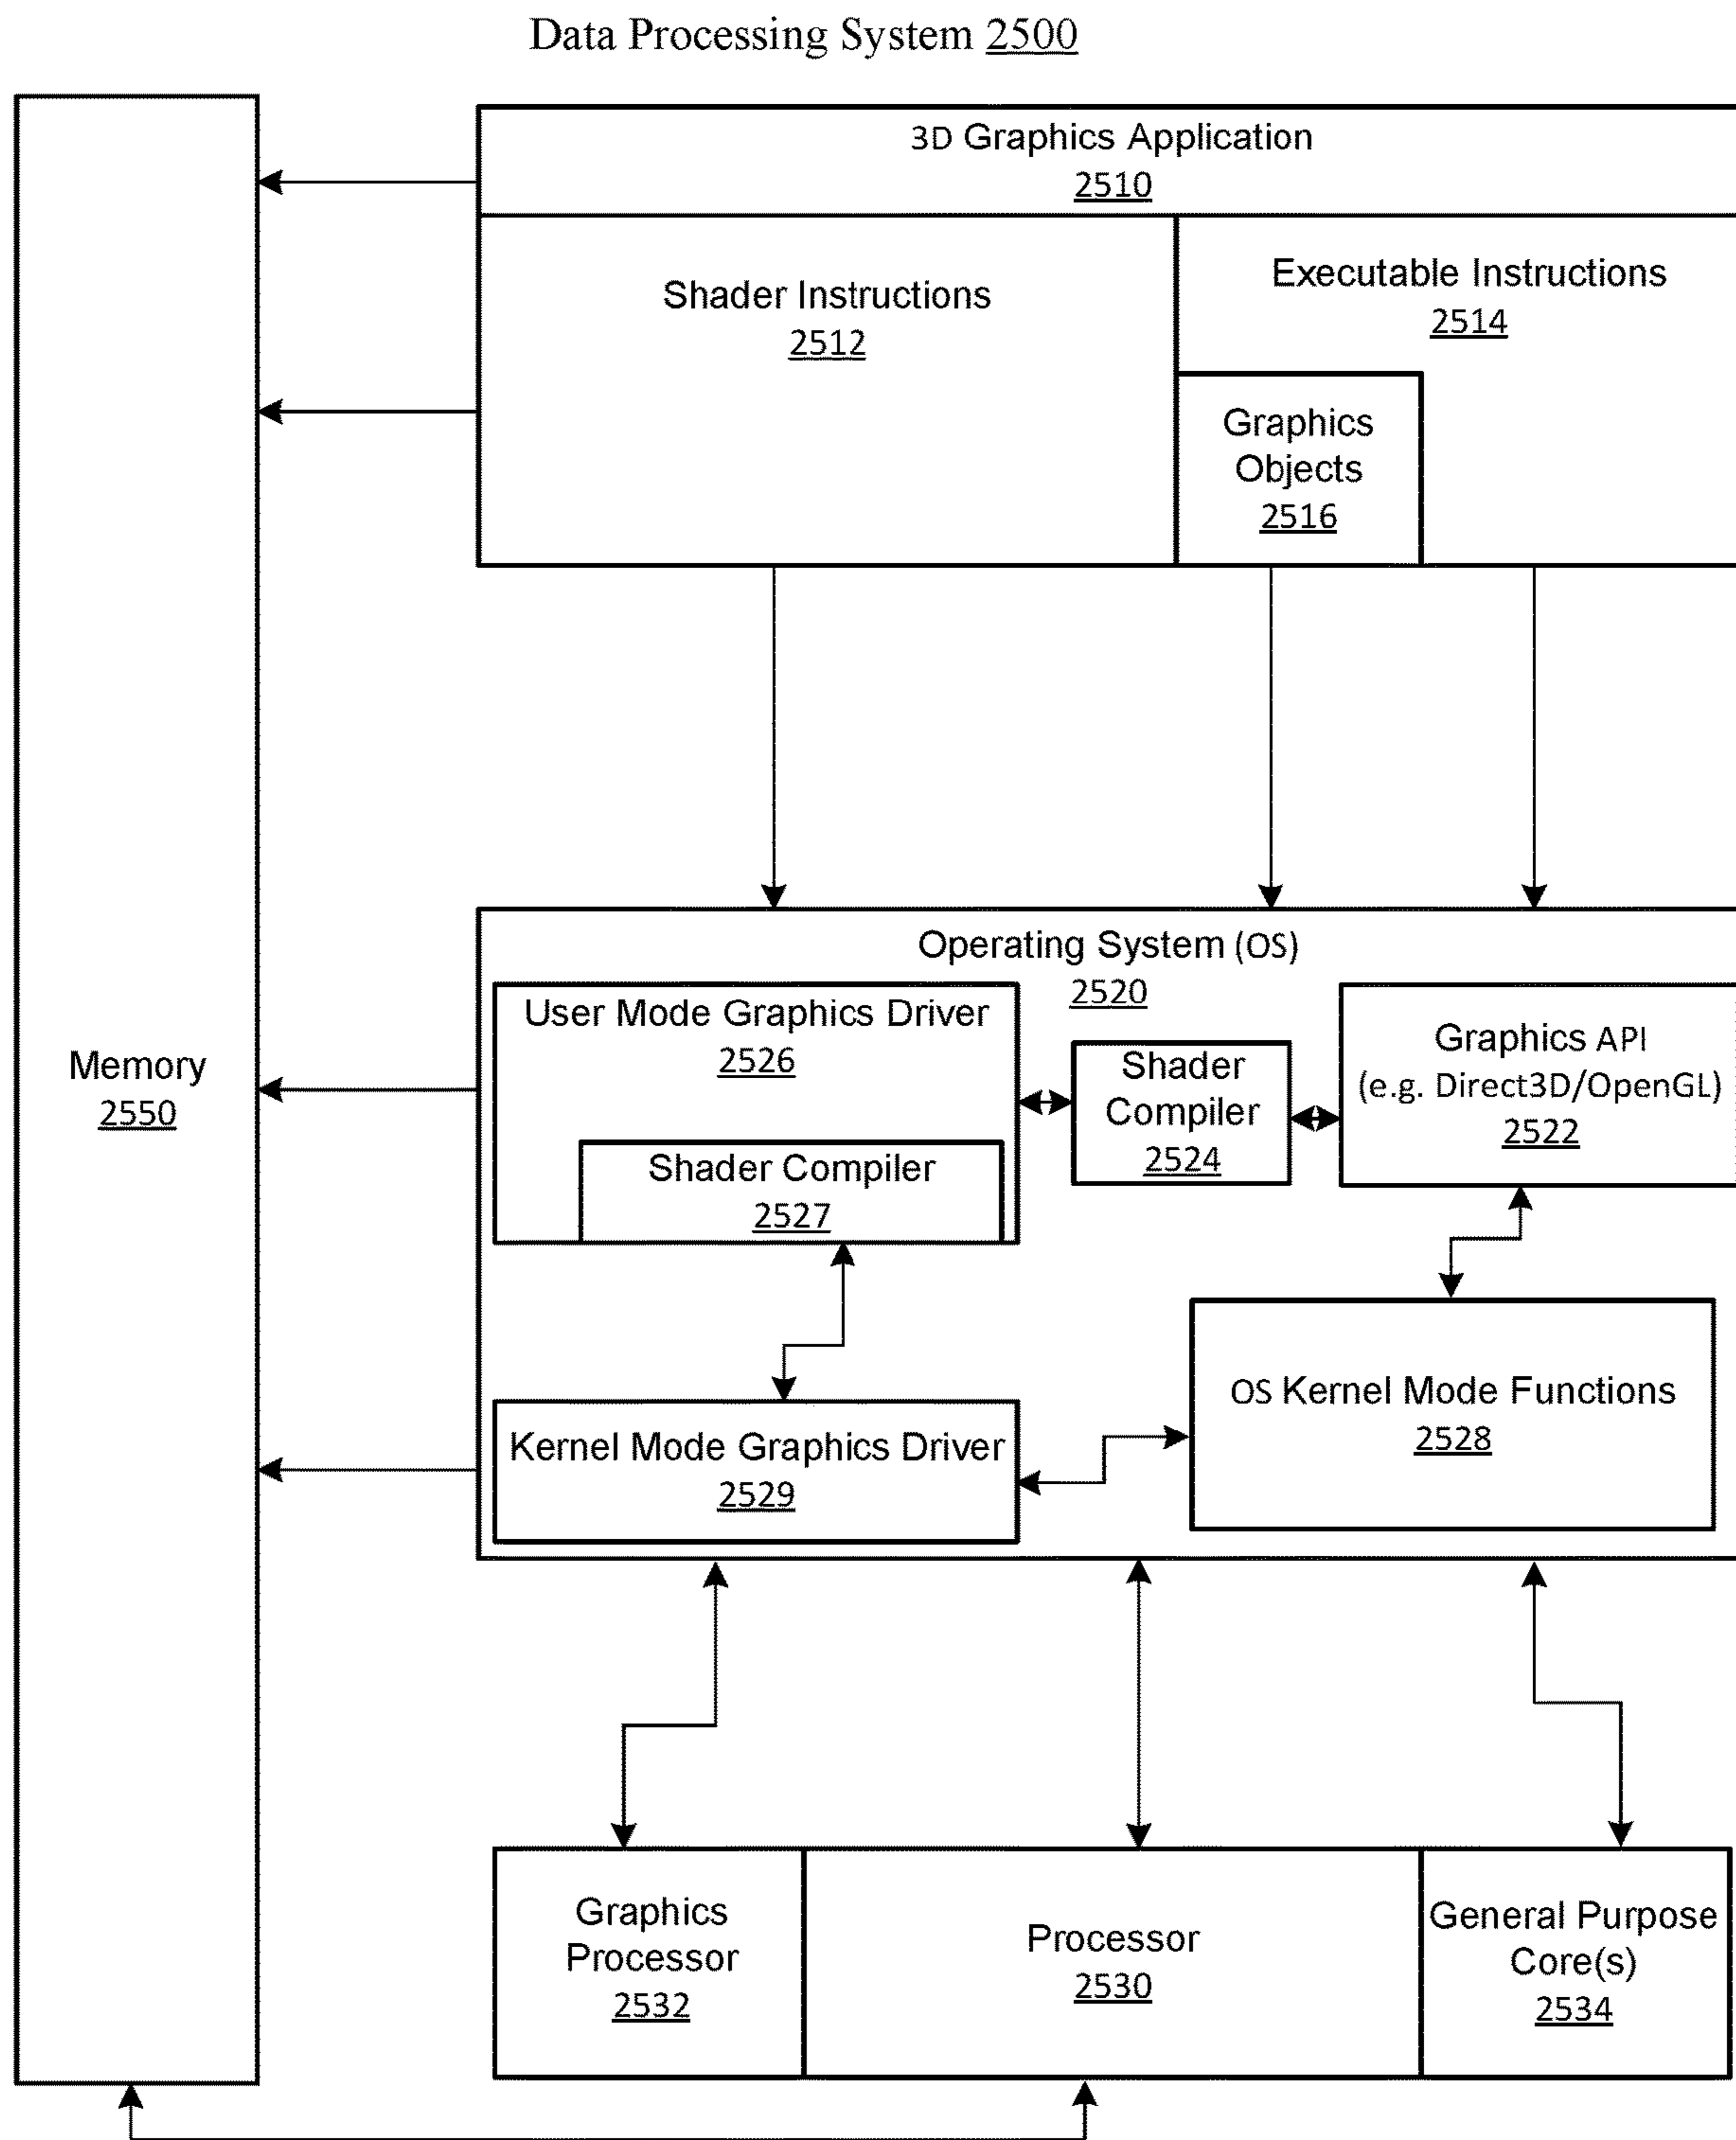 Data Processing System 2500
3D Graphics Application
2510
Shader Instructions
2512
Executable Instructions
2514
Graphics
Objects
2516
Operating System (OS)
2520
User Mode Graphics Driver
2526
Shader Compiler
2527
Shader
Compiler
2524
Graphics API
(e.g. Direct3D/OpenGL)
2522
Memory
2550
OS Kernel Mode Functions
2528
Kernel Mode Graphics Driver
2529
Graphics
Processor
2532
Processor
2530
General Purpose
Core(s)
2534